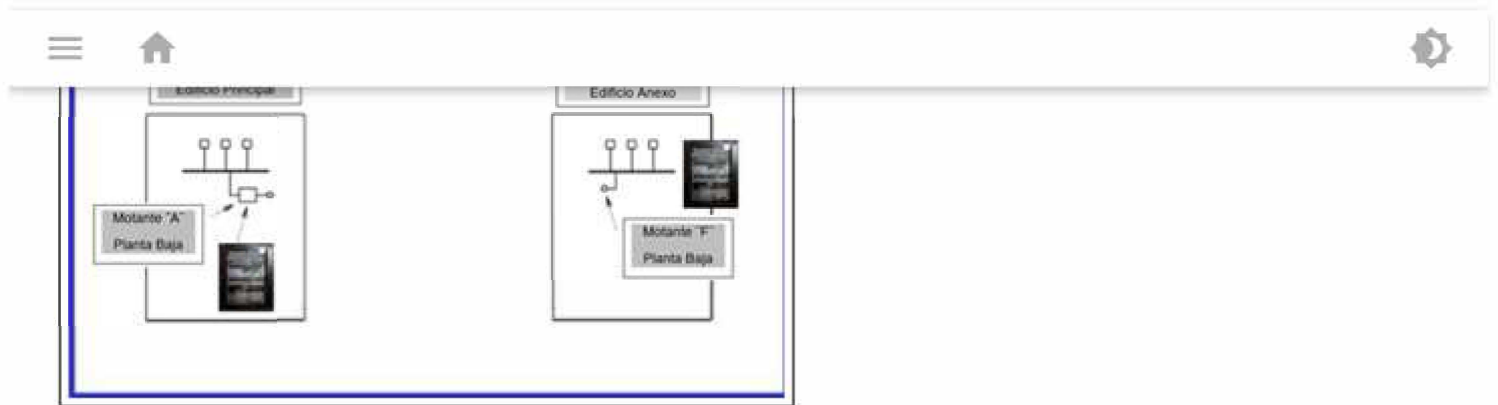 Edificio Principal
Edificio Anexo
Motante "A"
Planta Baja
Motante "F"
Planta Baja